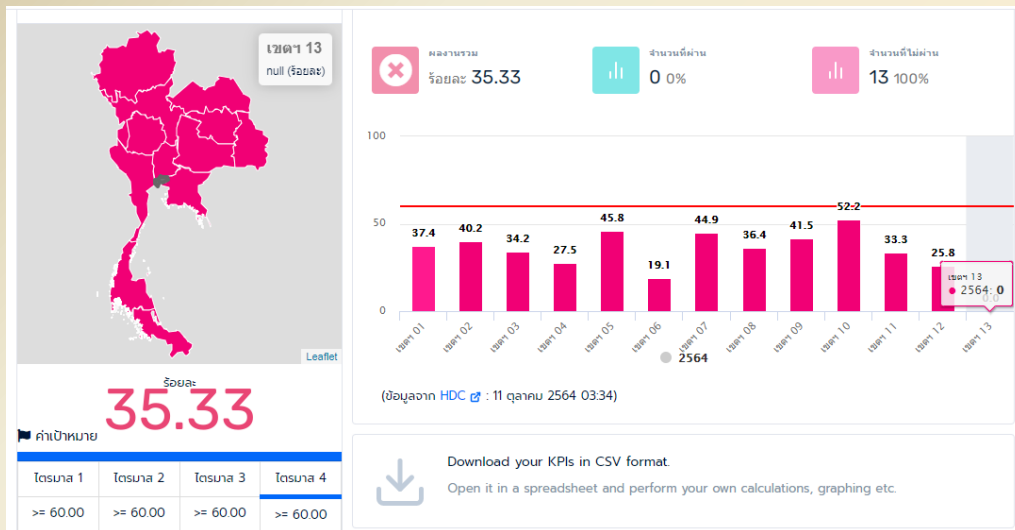 เขตฯ 13
null (ร้อยละ)
Leaflet
ร้อยละ
35.33
ค่าเป้าหมาย
ไตรมาส 1 ไตรมาส 2 ไตรมาส 3 ไตรมาส 4
>= 60.00 >= 60.00 >= 60.00 >= 60.00
ผลงานรวม
ร้อยละ 35.33
จำนวนที่ผ่าน
0 0%
จำนวนที่ไม่ผ่าน
13 100%
100
50
0
37.4 40.2 34.2 27.5 45.8 19.1 44.9 36.4 41.5 52.2 33.3 25.8 0.0
เขตฯ 13
2564: 0
เขตฯ 01 เขตฯ 02 เขตฯ 03 เขตฯ 04 เขตฯ 05 เขตฯ 06 เขตฯ 07 เขตฯ 08 เขตฯ 09 เขตฯ 10 เขตฯ 11 เขตฯ 12 เขตฯ 13
2564
(ข้อมูลจาก HDC : 11 ตุลาคม 2564 03:34)
Download your KPIs in CSV format.
Open it in a spreadsheet and perform your own calculations, graphing etc.